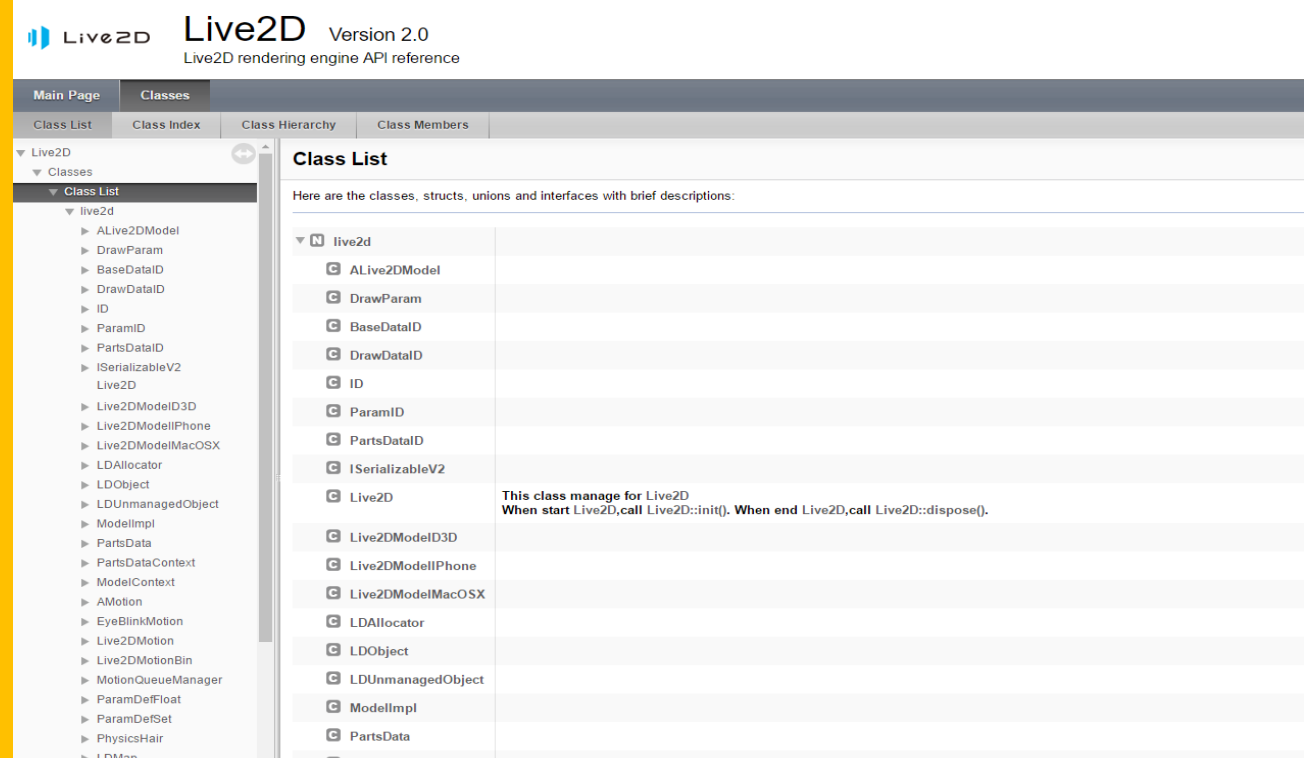 Live2D
Live2D Version 2.0
Live2D rendering engine API reference
Main Page Classes
Class List Class Index Class Hierarchy Class Members
Live2D
Classes
Class List
live2d
ALive2DModel
DrawParam
BaseDataID
DrawDataID
ID
ParamID
PartsDataID
ISerializableV2
Live2D
Live2DModelD3D
Live2DModelIPhone
Live2DModelMacOSX
LDAllocator
LDObject
LDUnmanagedObject
ModelImpl
PartsData
PartsDataContext
ModelContext
AMotion
EyeBlinkMotion
Live2DMotion
Live2DMotionBin
MotionQueueManager
ParamDefFloat
ParamDefSet
PhysicsHair
LDMap
Class List
Here are the classes, structs, unions and interfaces with brief descriptions:
N live2d
C ALive2DModel
C DrawParam
C BaseDataID
C DrawDataID
C ID
C ParamID
C PartsDataID
C ISerializableV2
C Live2D This class manage for Live2D
When start Live2D,call Live2D::init(). When end Live2D,call Live2D::dispose().
C Live2DModelD3D
C Live2DModelIPhone
C Live2DModelMacOSX
C LDAllocator
C LDObject
C LDUnmanagedObject
C ModelImpl
C PartsData